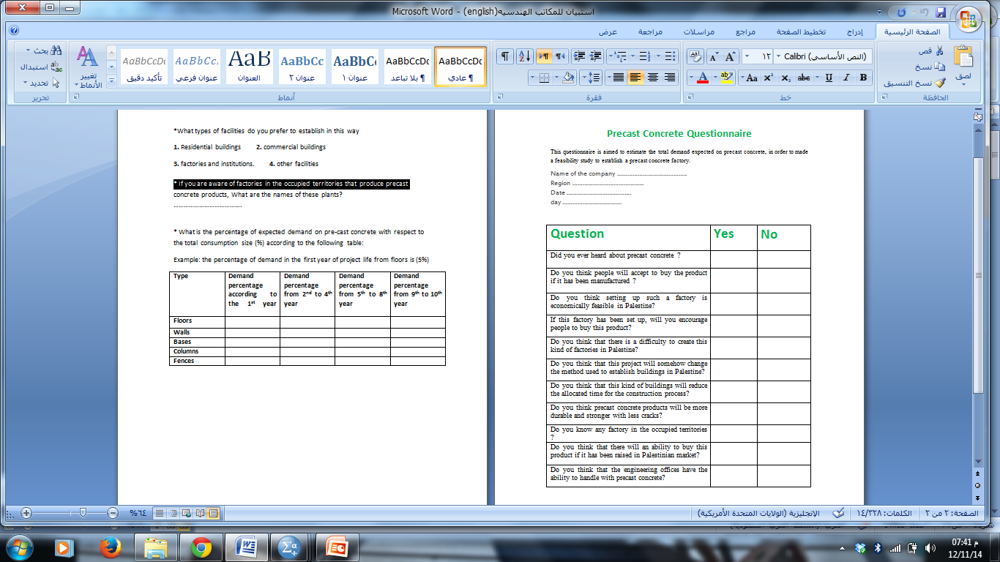 استبيان للمكاتب الهندسيه(english) - Microsoft Word
الصفحة الرئيسية
إدراج
تخطيط الصفحة
مراجع
مراسلات
مراجعة
عرض
لصق
قص
نسخ
نسخ التنسيق
الحافظة
Calibri (النص الأساسي)
١٢
خط
فقرة
AaBbCcDc
¶ عادي
AaBbCcDc
¶ بلا تباعد
AaBbCc
عنوان ١
AaBbCc
عنوان ٢
AaB
العنوان
AaBbCc.
عنوان فرعي
AaBbCcDc
تأكيد دقيق
تغيير الأنماط
أنماط
بحث
استبدال
تحديد
تحرير
Precast Concrete Questionnaire
This questionnaire is aimed to estimate the total demand expected on precast concrete, in order to made
a feasibility study to establish a precast concrete factory.
Name of the company ........................................
Region ........................................
Date ........................................
day ........................................
Question Yes No
Did you ever heard about precast concrete ?
Do you think people will accept to buy the product
if it has been manufactured ?
Do you think setting up such a factory is
economically feasible in Palestine?
If this factory has been set up, will you encourage
people to buy this product?
Do you think that there is a difficulty to create this
kind of factories in Palestine?
Do you think that this project will somehow change
the method used to establish buildings in Palestine?
Do you think that this kind of buildings will reduce
the allocated time for the construction process?
Do you think precast concrete products will be more
durable and stronger with less cracks?
Do you know any factory in the occupied territories
?
Do you think that there will an ability to buy this
product if it has been raised in Palestinian market?
Do you think that the engineering offices have the
ability to handle with precast concrete?
*What types of facilities do you prefer to establish in this way
1. Residential buildings 2. commercial buildings
3. factories and institutions. 4. other facilities
* If you are aware of factories in the occupied territories that produce precast
concrete products, What are the names of these plants?
........................................
* What is the percentage of expected demand on pre-cast concrete with respect to
the total consumption size (%) according to the following table:
Example: the percentage of demand in the first year of project life from floors is (5%)
Type
Demand percentage according to the 1st year
Demand percentage from 2nd to 4th year
Demand percentage from 5th to 8th year
Demand percentage from 9th to 10th year
Floors
Walls
Bases
Columns
Fences
الصفحة: ٢ من ٢
الكلمات: ١٤/٣٢٨
الإنجليزية (الولايات المتحدة الأمريكية)
٦٤%
07:41 م
12/11/14